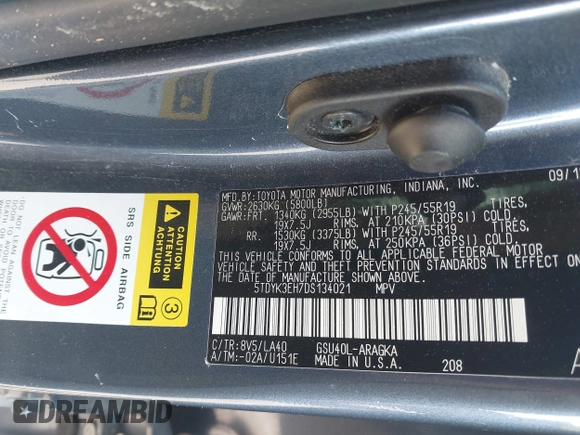 MFD.BY:TOYOTA MOTOR MANUFACTURING, INDIANA, INC. 09/1
GVWR:2630KG (5800LB)
GAWR:FRT. 1340KG (2955LB) WITH P245/55R19 TIRES,
19X7.5J RIMS, AT 210KPA (30PSI) COLD.
RR. 1530KG (3375LB) WITH P245/55R19 TIRES,
19X7.5J RIMS, AT 250KPA (36PSI) COLD.
THIS VEHICLE CONFORMS TO ALL APPLICABLE FEDERAL MOTOR
VEHICLE SAFETY AND BUMPER STANDARDS IN EFFECT ON
THE DATE OF MANUFACTURE SHOWN ABOVE.
5TDYK3EH7DS134021 MPV
C/TR:8V5/LA40 GSU40L-ARAGKA
A/TM:-02A/U151E MADE IN U.S.A. 208
SRS SIDE AIRBAG
CAUTION
ATTENTION
ACHTUNG
3
DREAMBID